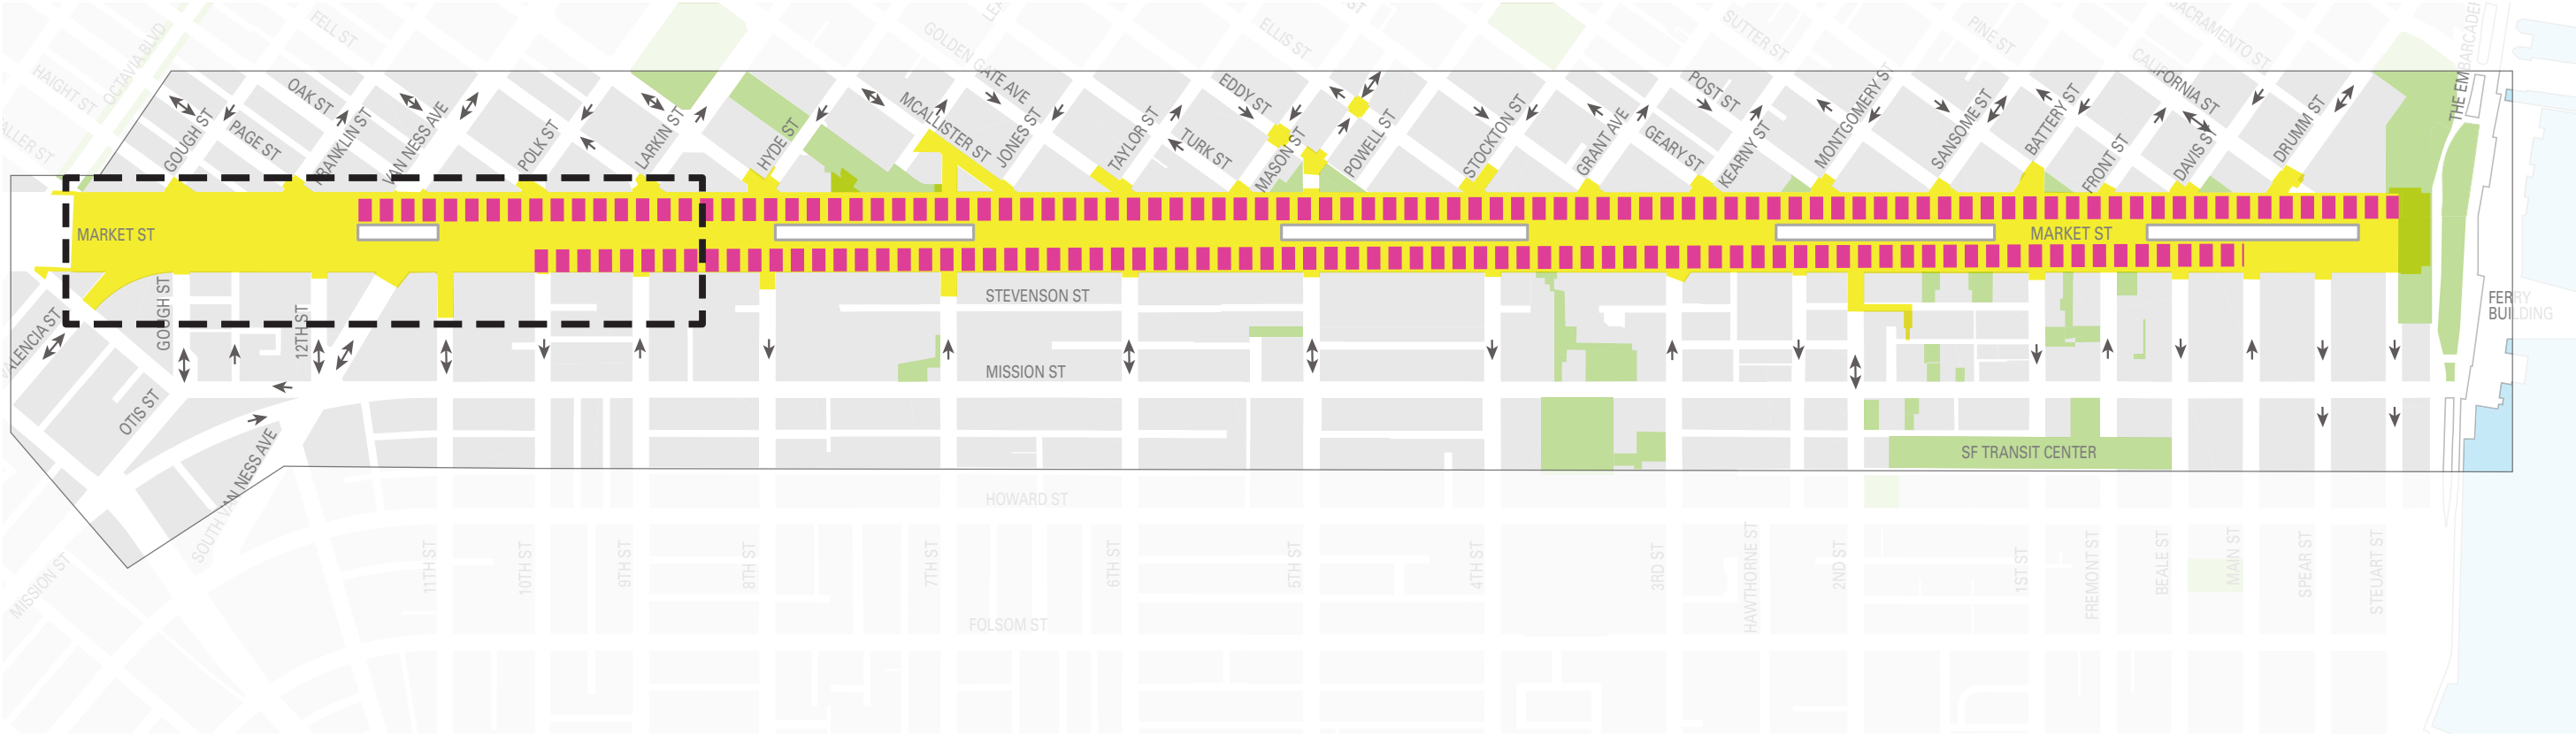 FELL ST
OCTAVIA BLVD
HAIGHT ST
GOLDEN GATE AVE
ELLIS ST
SUTTER ST
PINE ST
SACRAMENTO ST
CALIFORNIA ST
THE EMBARCADERO
OAK ST
PAGE ST
GOUGH ST
FRANKLIN ST
VAN NESS AVE
POLK ST
LARKIN ST
HYDE ST
MCALLISTER ST
JONES ST
TAYLOR ST
TURK ST
EDDY ST
MASON ST
POWELL ST
STOCKTON ST
GRANT AVE
GEARY ST
POST ST
KEARNY ST
MONTGOMERY ST
SANSOME ST
BATTERY ST
FRONT ST
DAVIS ST
DRUMM ST
MARKET ST
MARKET ST
VALENCIA ST
GOUGH ST
12TH ST
STEVENSON ST
FERRY
BUILDING
MISSION ST
OTIS ST
SOUTH VAN NESS AVE
SF TRANSIT CENTER
HOWARD ST
MISSION ST
11TH ST
10TH ST
9TH ST
8TH ST
7TH ST
6TH ST
5TH ST
4TH ST
3RD ST
HAWTHORNE ST
2ND ST
1ST ST
FREMONT ST
BEALE ST
MAIN ST
SPEAR ST
STEUART ST
FOLSOM ST